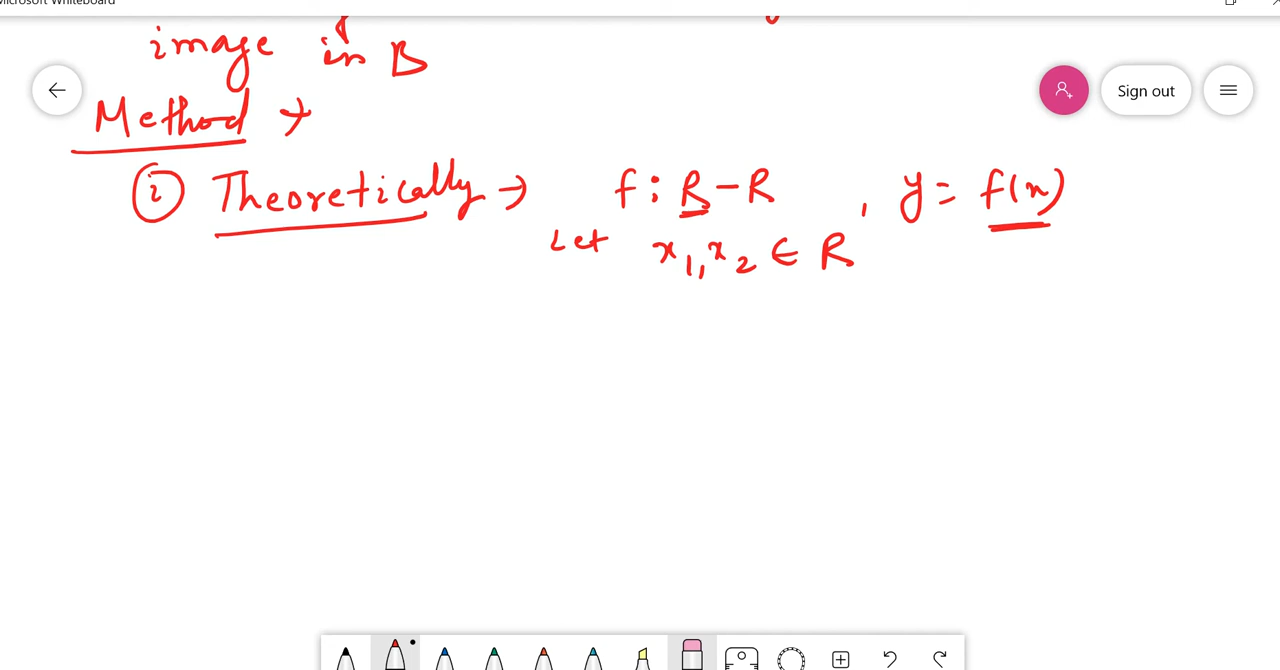 Microsoft Whiteboard
image in B
Sign out
Method →
(i) Theoretically → f : R - R , y = f(x)
Let x1, x2 ∈ R